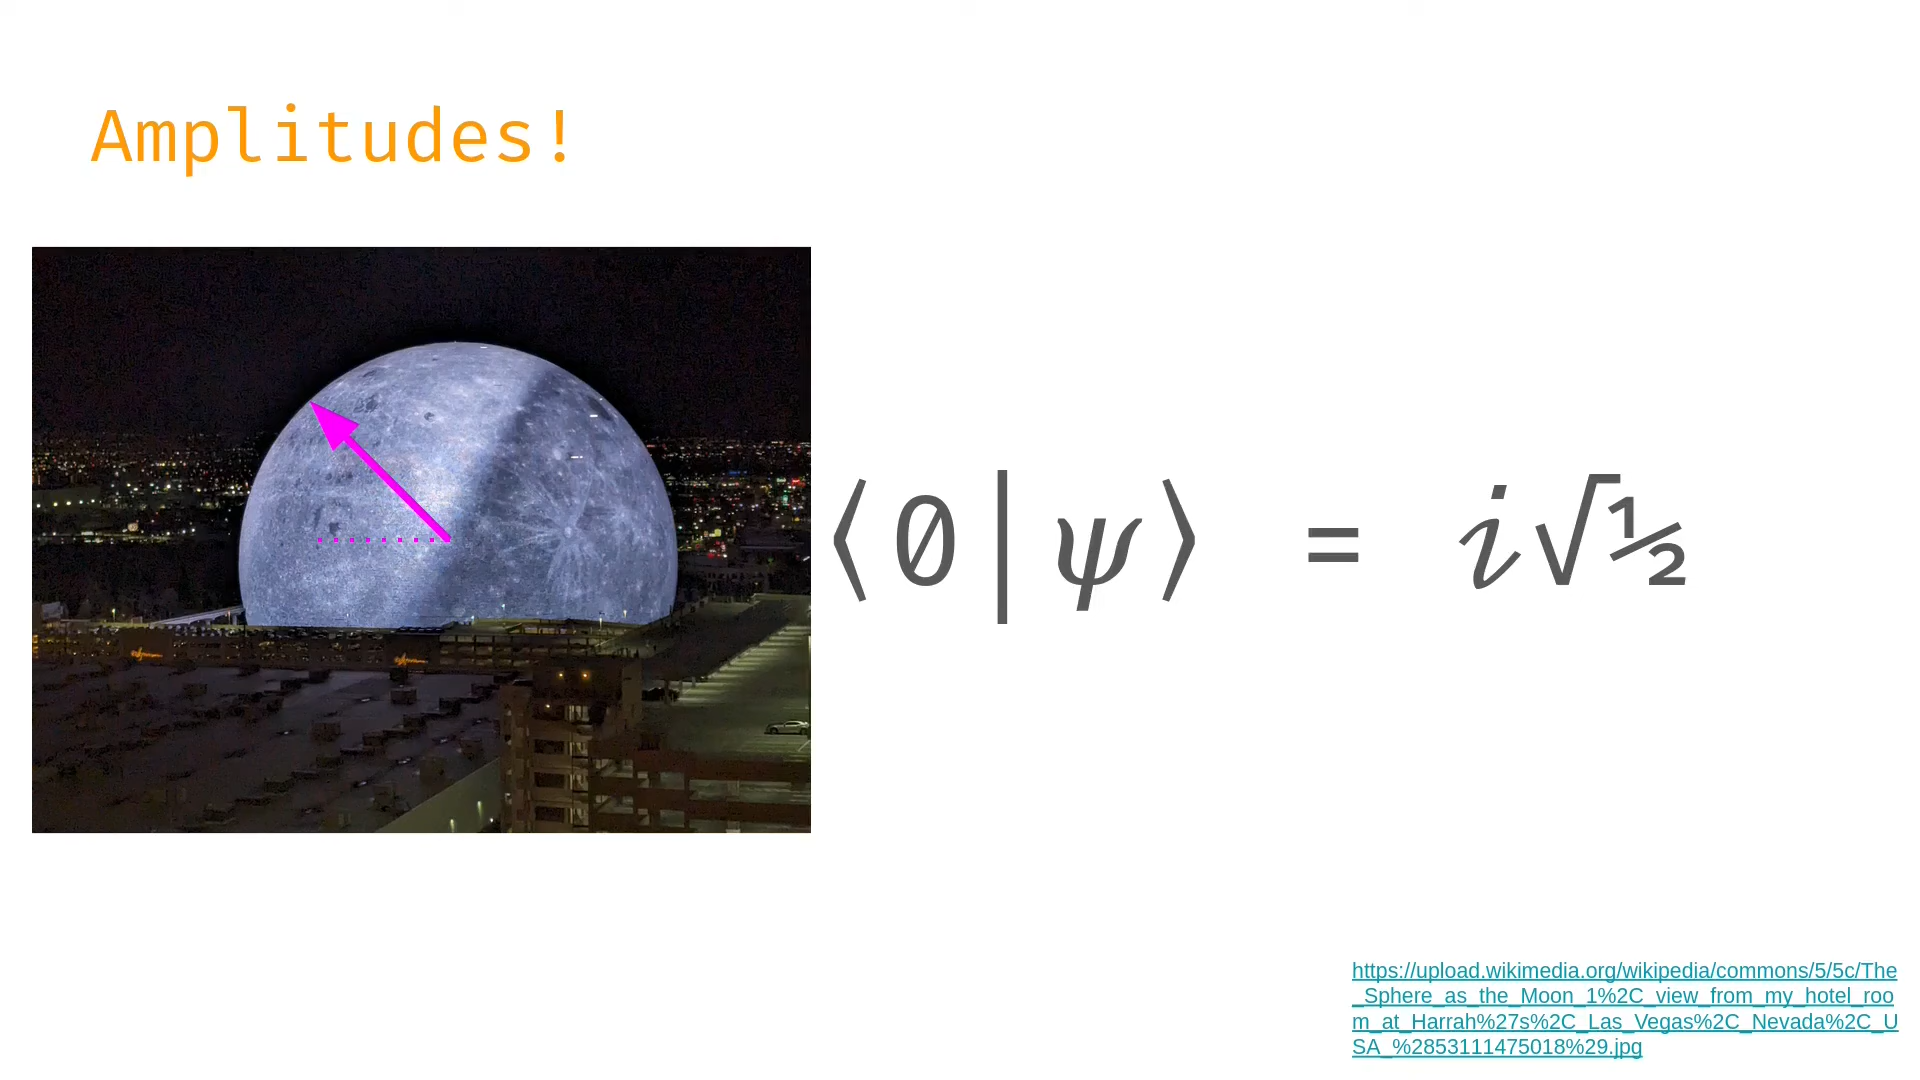 Amplitudes!
⟨0|ψ⟩ = i√½
https://upload.wikimedia.org/wikipedia/commons/5/5c/The
_Sphere_as_the_Moon_1%2C_view_from_my_hotel_roo
m_at_Harrah%27s%2C_Las_Vegas%2C_Nevada%2C_U
SA_%2853111475018%29.jpg